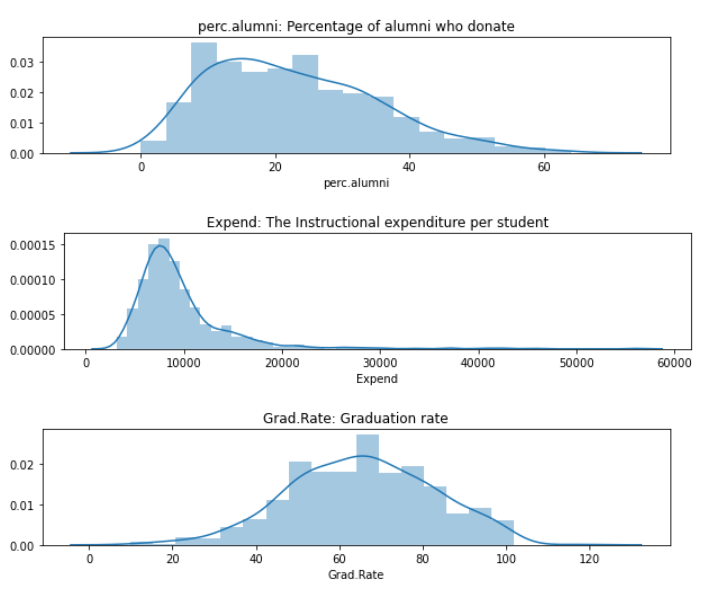 perc.alumni: Percentage of alumni who donate
0.03
0.02
0.01
0.00
0 20 40 60
perc.alumni
Expend: The Instructional expenditure per student
0.00015
0.00010
0.00005
0.00000
0 10000 20000 30000 40000 50000 60000
Expend
Grad.Rate: Graduation rate
0.02
0.01
0.00
0 20 40 60 80 100 120
Grad.Rate